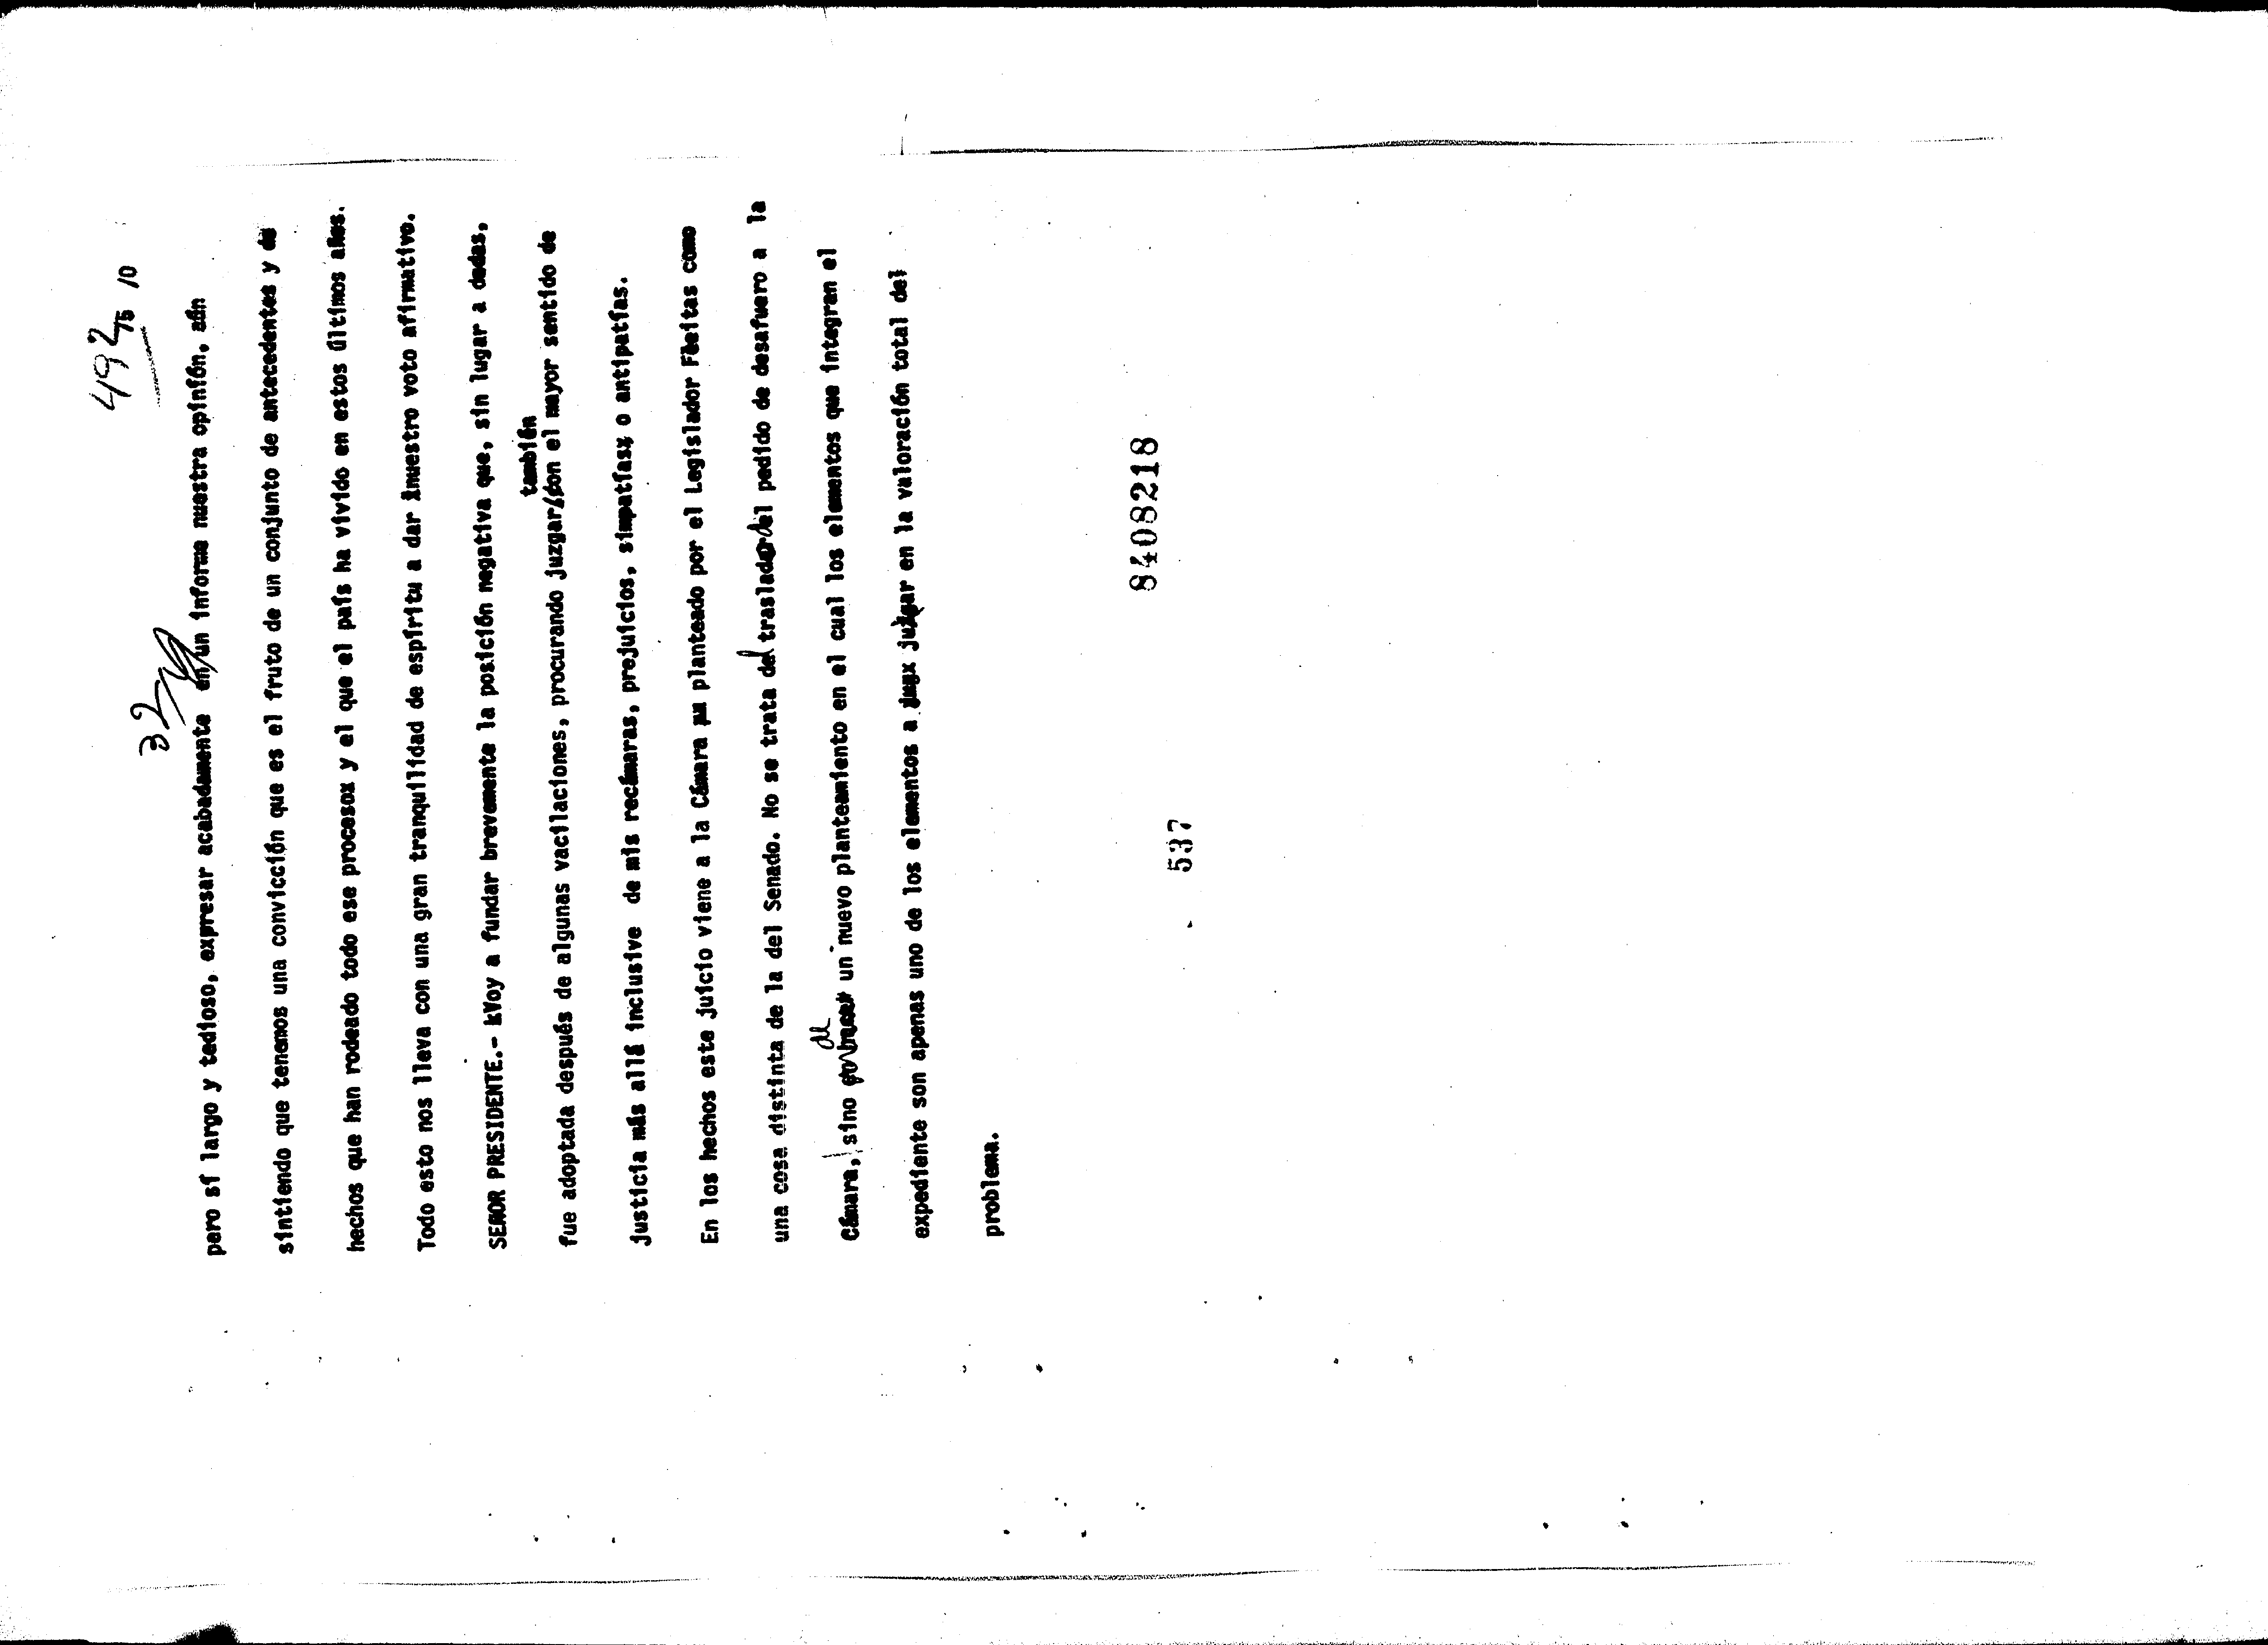 492
75 10
32
pero sí largo y tedioso, expresar acabadamente en un informe nuestra opinión, aún
sintiendo que tenemos una convicción que es el fruto de un conjunto de antecedentes y de
hechos que han rodeado todo ese procesox y el que el país ha vivido en estos últimos años.
Todo esto nos lleva con una gran tranquilidad de espíritu a dar nuestro voto afirmativo.
SEÑOR PRESIDENTE.- Voy a fundar brevemente la posición negativa que, sin lugar a dudas,
también
fue adoptada después de algunas vacilaciones, procurando juzgar/con el mayor sentido de
justicia más allá inclusive de mis recámaras, prejuicios, simpatíasx o antipatías.
En los hechos este juicio viene a la Cámara planteado por el Legislador Fleitas como
una cosa distinta de la del Senado. No se trata del traslado del pedido de desafuero a la
de
Cámara, sino un nuevo planteamiento en el cual los elementos que integran el
expediente son apenas uno de los elementos a juzgar en la valoración total del
problema.
537
8408218